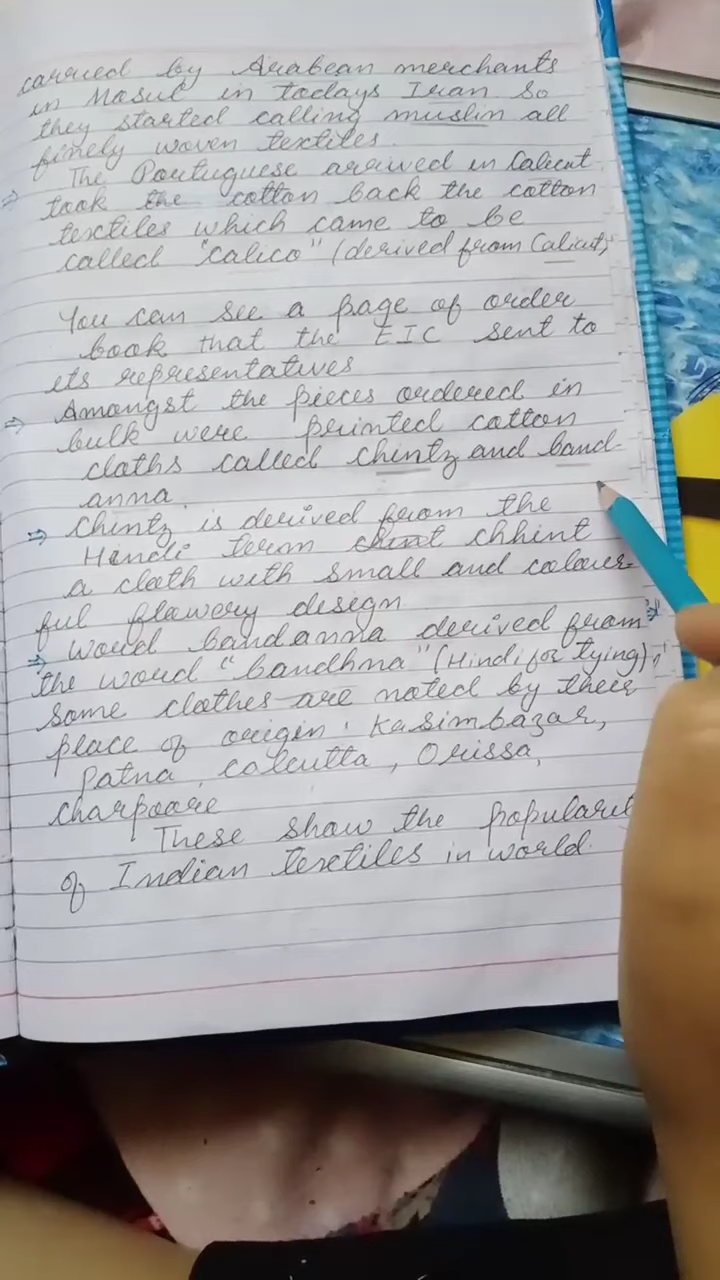 carried by Arabean merchants
in Mosul in todays Iran so
they started calling muslin all
finely woven textiles.
The Portuguese arrived in Calicut
⇒ took the cotton back the cotton
textiles which came to be
called "calico" (derived from Calicut)
You can see a page of order
book that the EIC sent to
its representatives
⇒ Amongst the pieces ordered in
bulk were printed cotton
cloths called chintz and band-
anna.
⇒ Chintz is derived from the
Hindi term chhint
a cloth with small and colour-
ful flowery design
⇒ word bandanna derived from
the word "bandhna" (Hindi for tying)
some clothes are noted by their
place of origin. Kasimbazar,
Patna, Calcutta, Orissa,
charpoore
These show the popularit
of Indian textiles in world.